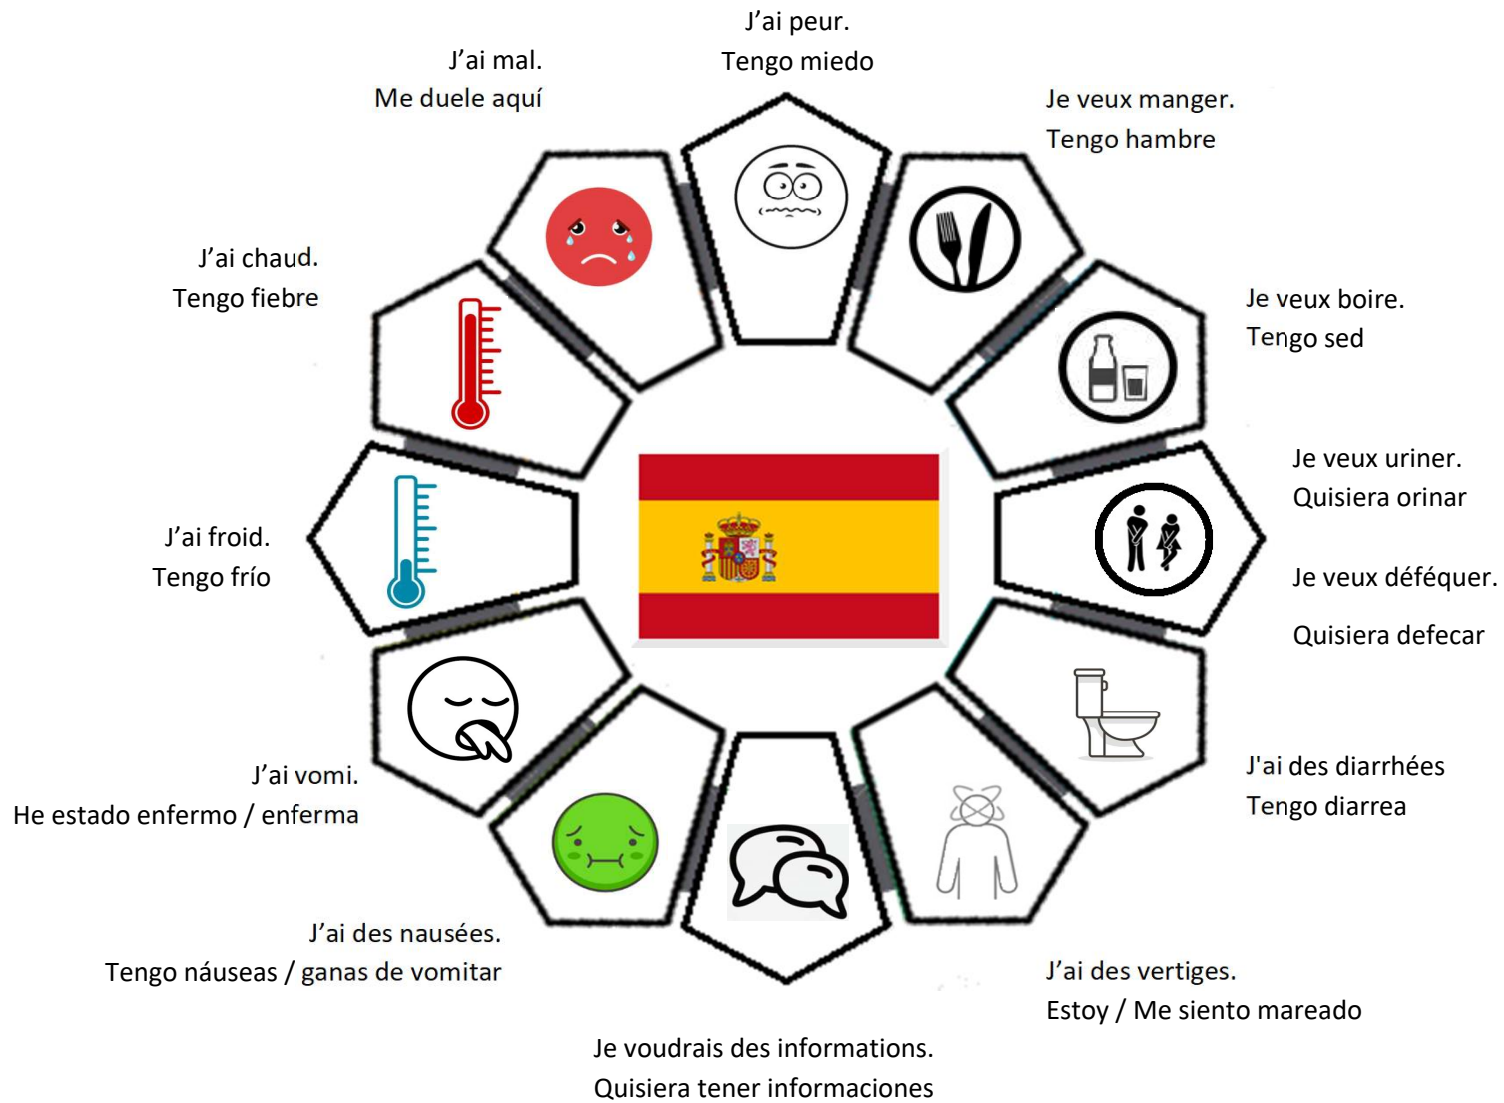 J’ai peur.
Tengo miedo
J’ai mal.
Me duele aquí
Je veux manger.
Tengo hambre
J’ai chaud.
Tengo fiebre
Je veux boire.
Tengo sed
Je veux uriner.
Quisiera orinar
J’ai froid.
Tengo frío
Je veux déféquer.
Quisiera defecar
J’ai vomi.
He estado enfermo / enferma
J'ai des diarrhées
Tengo diarrea
J’ai des nausées.
Tengo náuseas / ganas de vomitar
J’ai des vertiges.
Estoy / Me siento mareado
Je voudrais des informations.
Quisiera tener informaciones